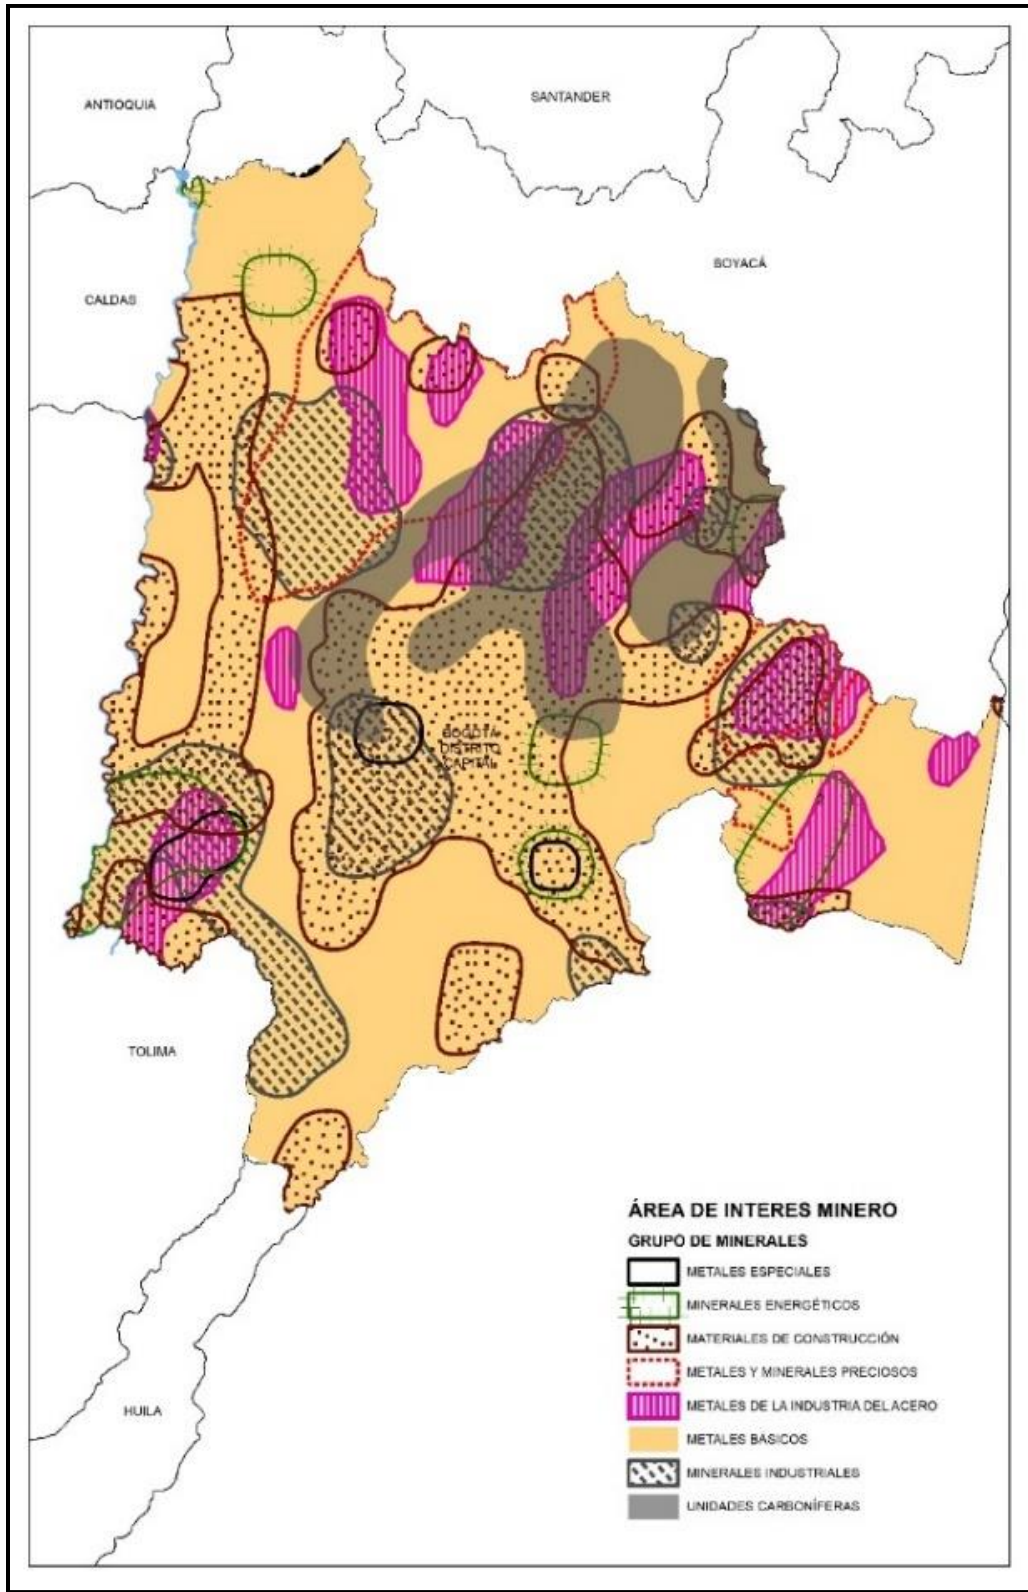 ANTIOQUIA
SANTANDER
BOYACÁ
CALDAS
BOGOTÁ
DISTRITO
CAPITAL
TOLIMA
HUILA
ÁREA DE INTERES MINERO
GRUPO DE MINERALES
METALES ESPECIALES
MINERALES ENERGÉTICOS
MATERIALES DE CONSTRUCCIÓN
METALES Y MINERALES PRECIOSOS
METALES DE LA INDUSTRIA DEL ACERO
METALES BASICOS
MINERALES INDUSTRIALES
UNIDADES CARBONÍFERAS